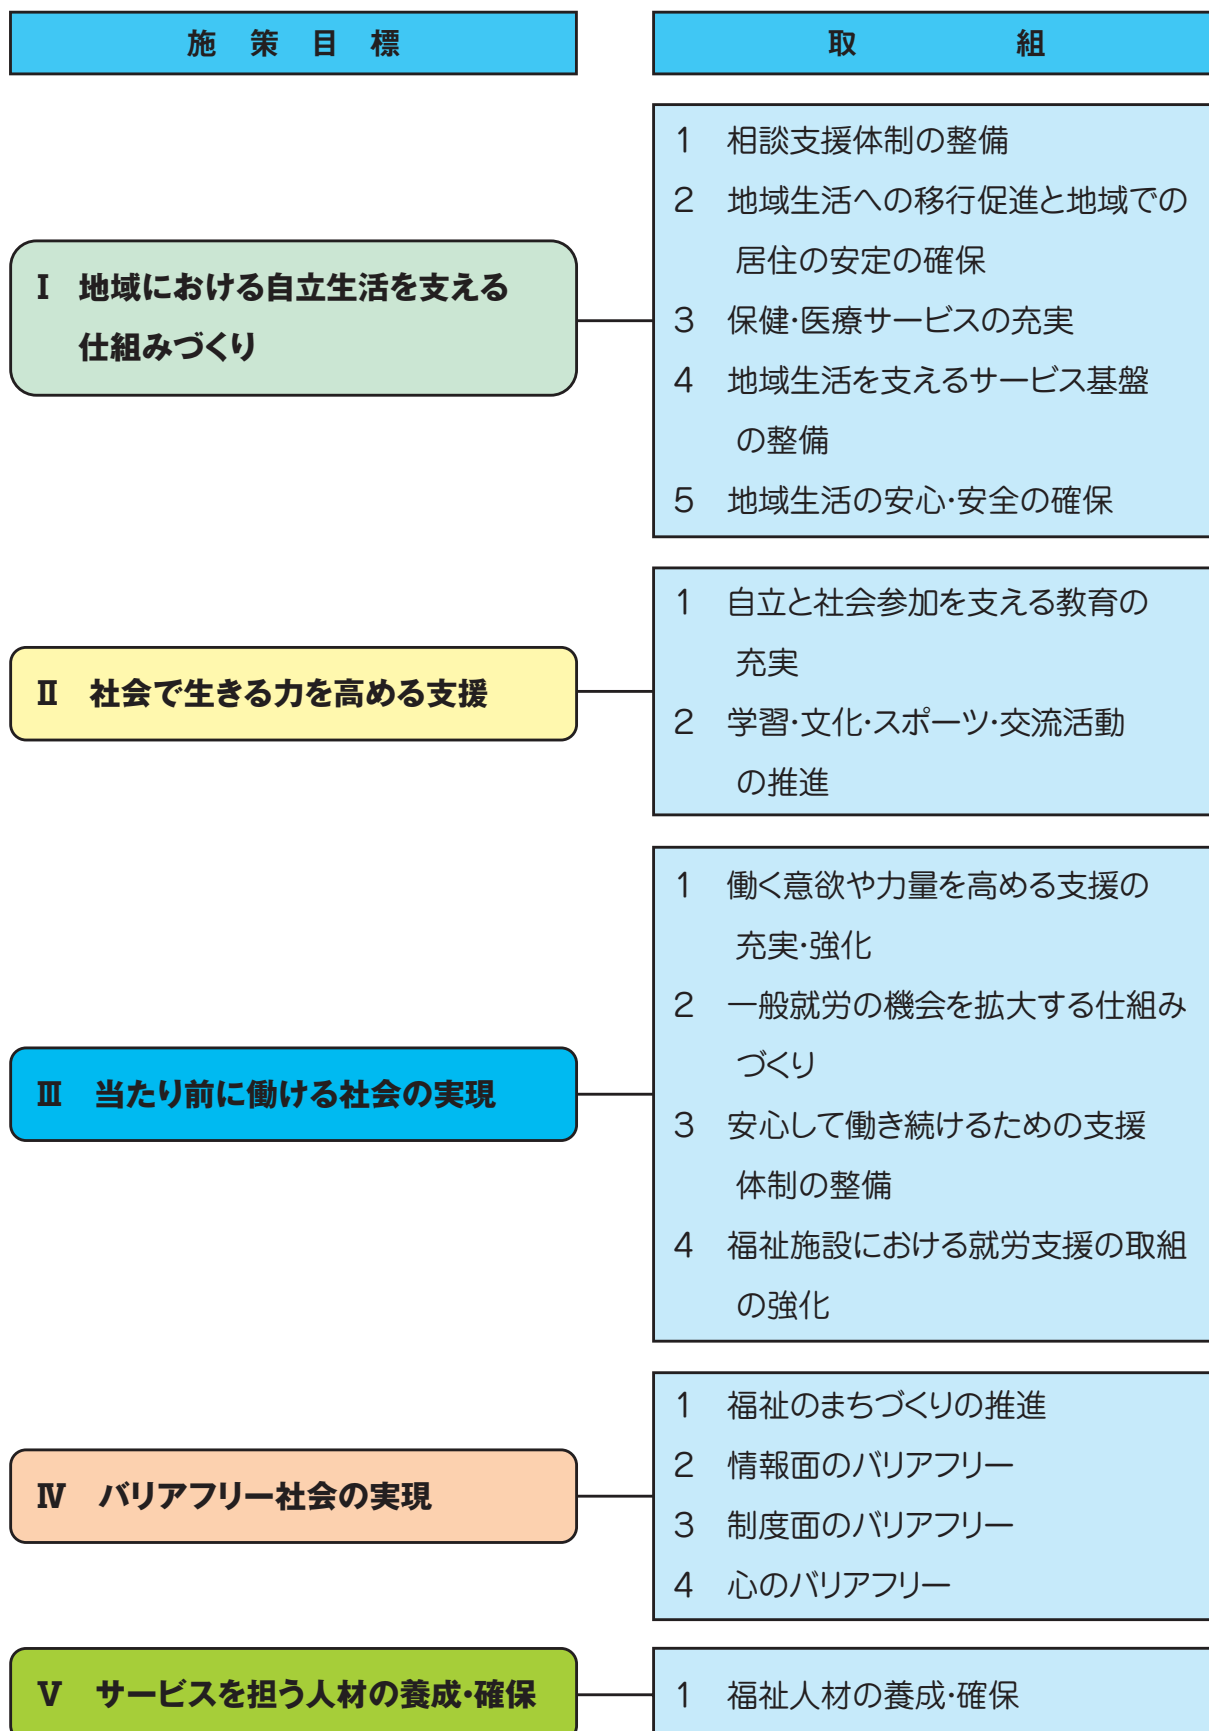 施策目標
取組
Ⅰ 地域における自立生活を支える
仕組みづくり
1 相談支援体制の整備
2 地域生活への移行促進と地域での
居住の安定の確保
3 保健・医療サービスの充実
4 地域生活を支えるサービス基盤
の整備
5 地域生活の安心・安全の確保
Ⅱ 社会で生きる力を高める支援
1 自立と社会参加を支える教育の
充実
2 学習・文化・スポーツ・交流活動
の推進
Ⅲ 当たり前に働ける社会の実現
1 働く意欲や力量を高める支援の
充実・強化
2 一般就労の機会を拡大する仕組み
づくり
3 安心して働き続けるための支援
体制の整備
4 福祉施設における就労支援の取組
の強化
Ⅳ バリアフリー社会の実現
1 福祉のまちづくりの推進
2 情報面のバリアフリー
3 制度面のバリアフリー
4 心のバリアフリー
Ⅴ サービスを担う人材の養成・確保
1 福祉人材の養成・確保